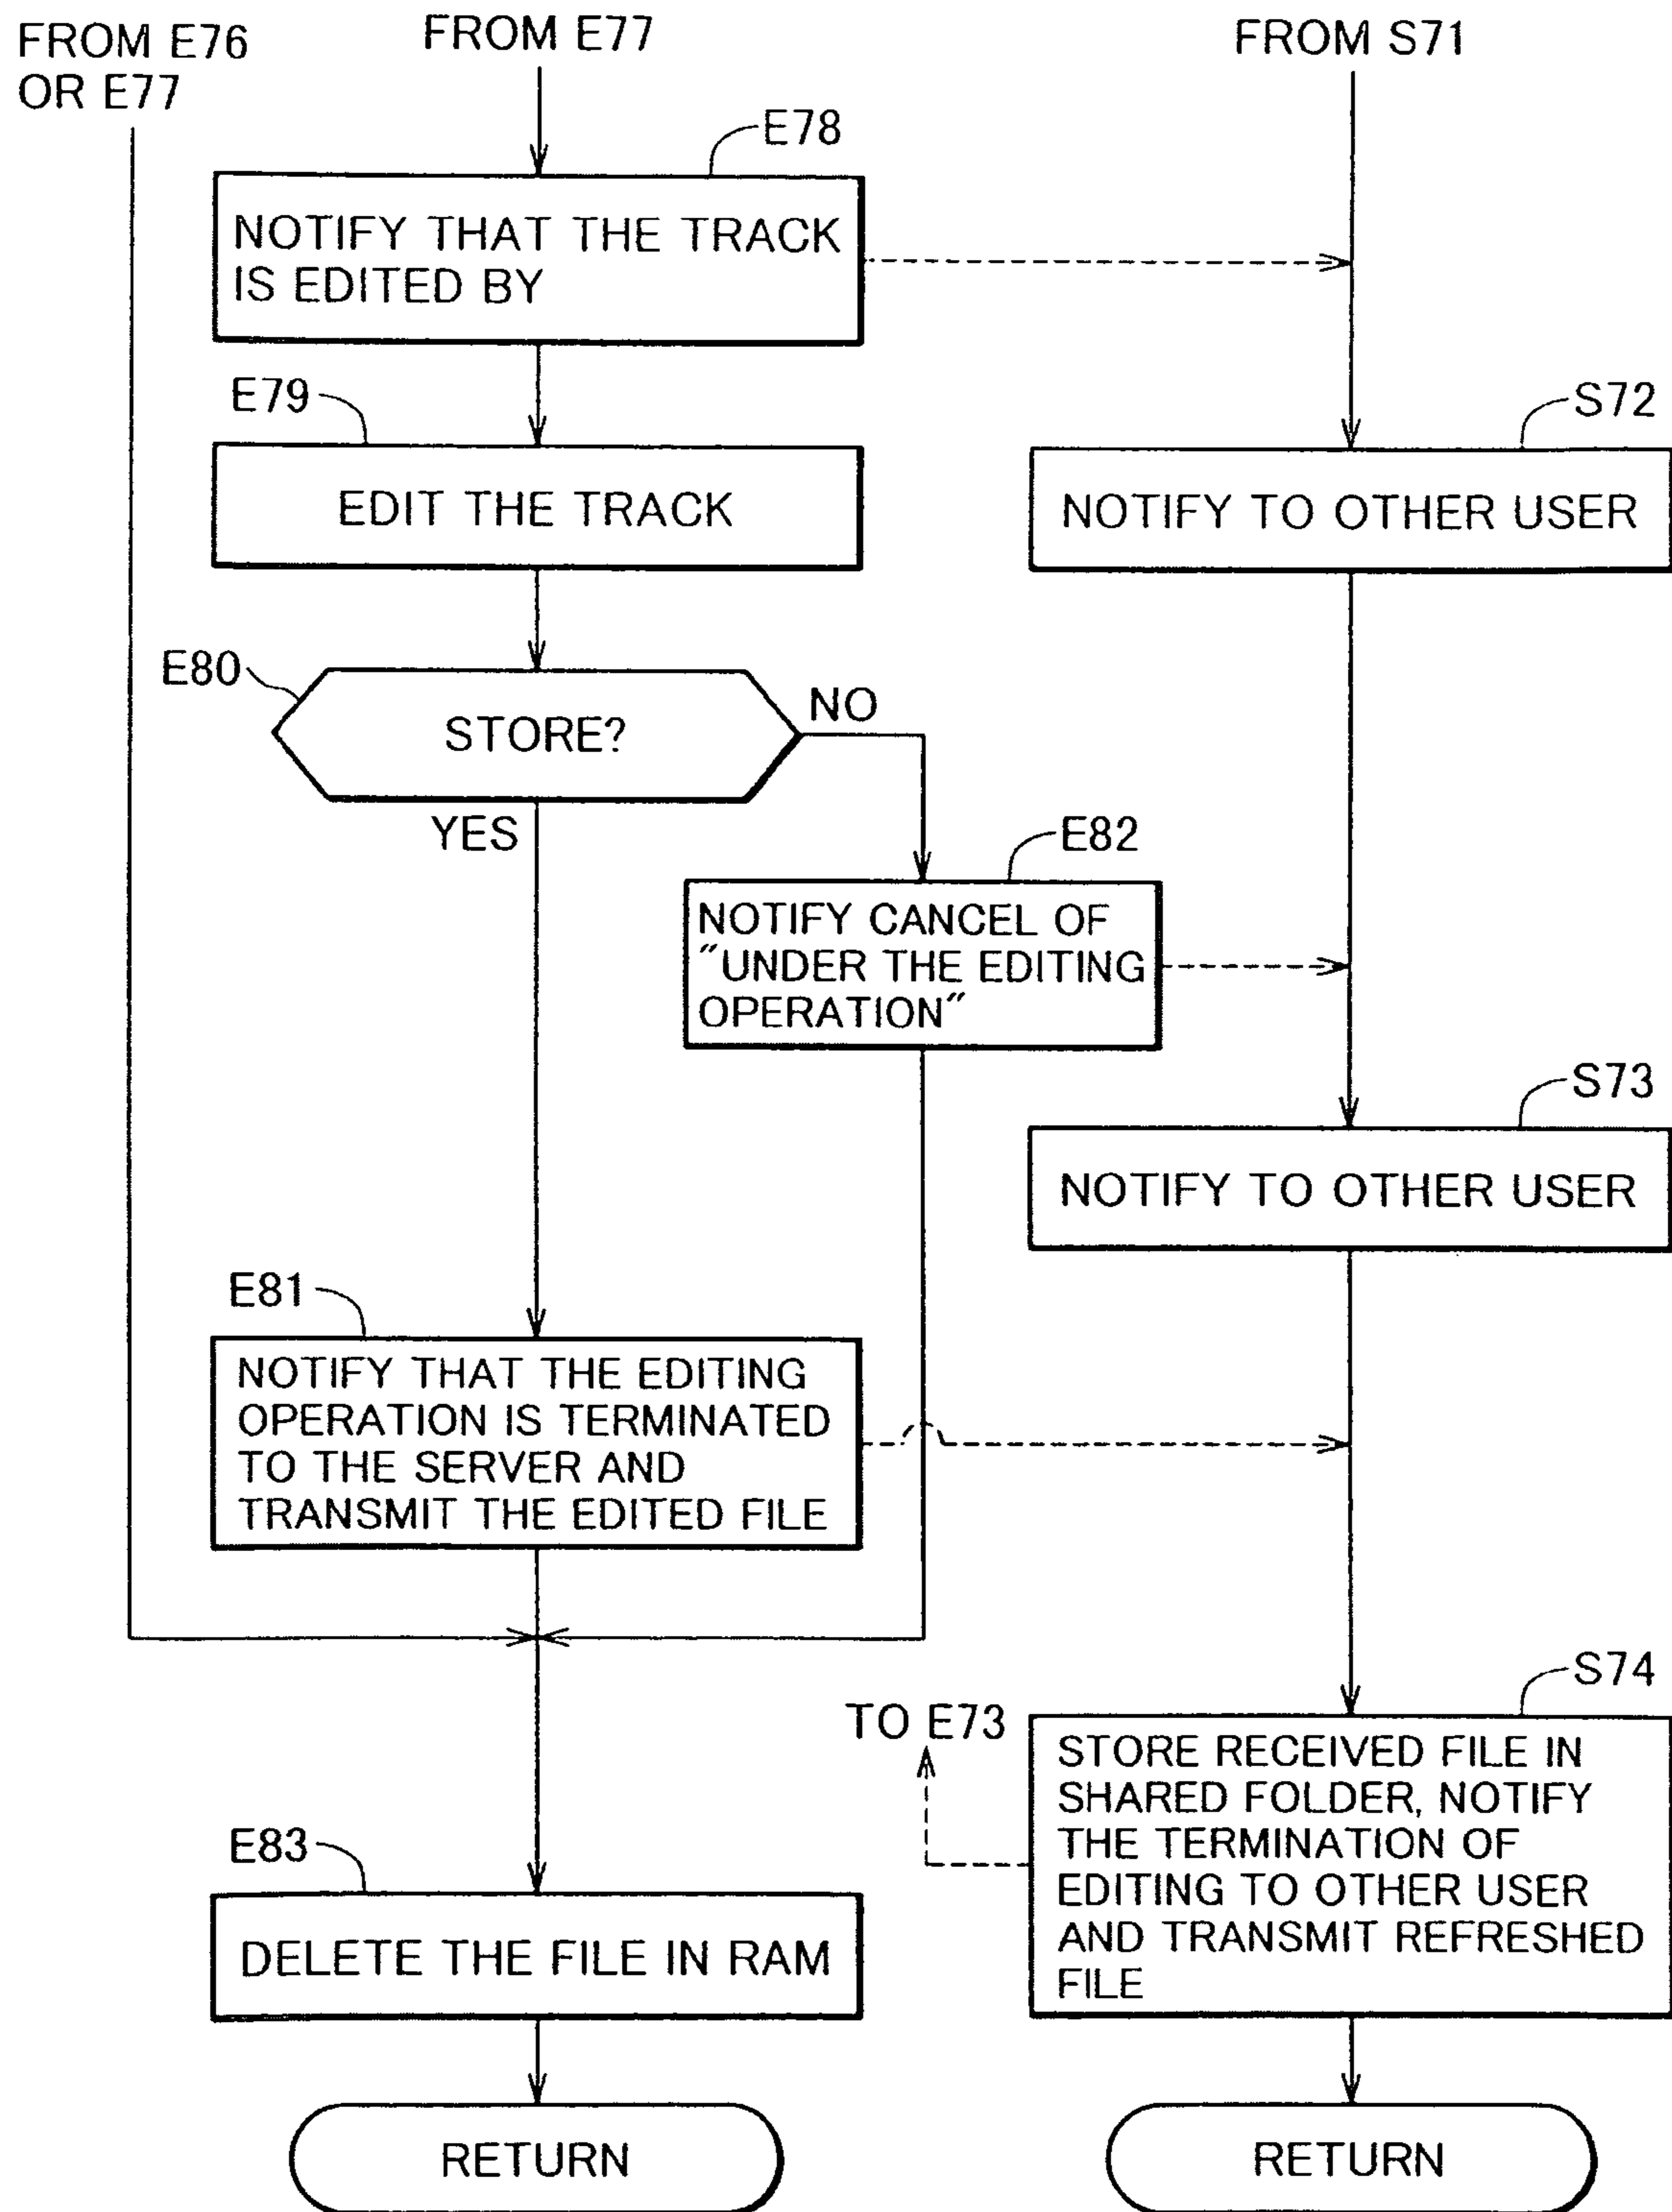 FROM E76
OR E77
FROM E77
FROM S71
E78
NOTIFY THAT THE TRACK
IS EDITED BY
E79
EDIT THE TRACK
S72
NOTIFY TO OTHER USER
E80
STORE?
NO
YES
E82
NOTIFY CANCEL OF
"UNDER THE EDITING
OPERATION"
S73
NOTIFY TO OTHER USER
E81
NOTIFY THAT THE EDITING
OPERATION IS TERMINATED
TO THE SERVER AND
TRANSMIT THE EDITED FILE
TO E73
S74
STORE RECEIVED FILE IN
SHARED FOLDER, NOTIFY
THE TERMINATION OF
EDITING TO OTHER USER
AND TRANSMIT REFRESHED
FILE
E83
DELETE THE FILE IN RAM
RETURN
RETURN